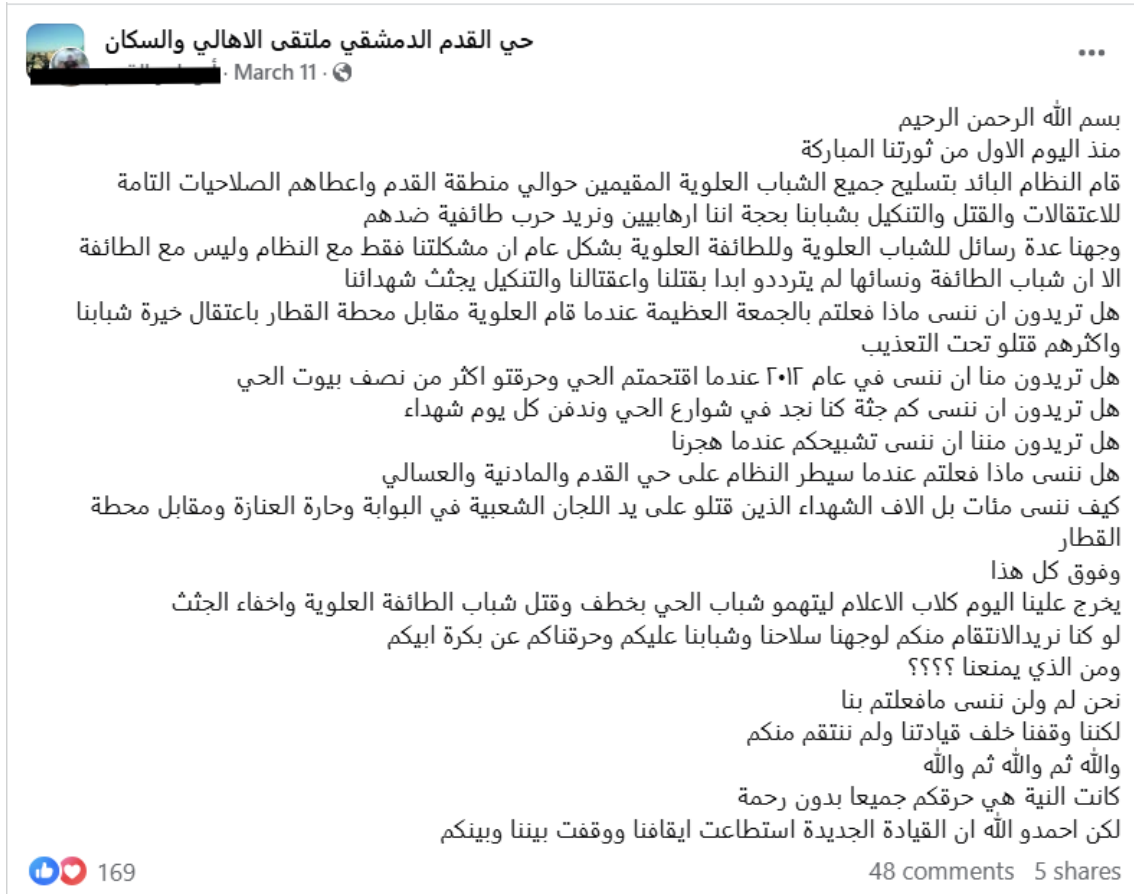 حي القدم الدمشقي ملتقى الاهالي والسكان
· March 11 ·
بسم الله الرحمن الرحيم
منذ اليوم الاول من ثورتنا المباركة
قام النظام البائد بتسليح جميع الشباب العلوية المقيمين حوالي منطقة القدم واعطاهم الصلاحيات التامة
للاعتقالات والقتل والتنكيل بشبابنا بحجة اننا ارهابيين ونريد حرب طائفية ضدهم
وجهنا عدة رسائل للشباب العلوية وللطائفة العلوية بشكل عام ان مشكلتنا فقط مع النظام وليس مع الطائفة
الا ان شباب الطائفة ونسائها لم يترددو ابدا بقتلنا واعقتالنا والتنكيل يجثث شهدائنا
هل تريدون ان ننسى ماذا فعلتم بالجمعة العظيمة عندما قام العلوية مقابل محطة القطار باعتقال خيرة شبابنا
واكثرهم قتلو تحت التعذيب
هل تريدون منا ان ننسى في عام ٢٠١٢ عندما اقتحمتم الحي وحرقتو اكثر من نصف بيوت الحي
هل تريدون ان ننسى كم جثة كنا نجد في شوارع الحي وندفن كل يوم شهداء
هل تريدون مننا ان ننسى تشبيحكم عندما هجرنا
هل ننسى ماذا فعلتم عندما سيطر النظام على حي القدم والمادنية والعسالي
كيف ننسى مئات بل الاف الشهداء الذين قتلو على يد اللجان الشعبية في البوابة وحارة العنازة ومقابل محطة
القطار
وفوق كل هذا
يخرج علينا اليوم كلاب الاعلام ليتهمو شباب الحي بخطف وقتل شباب الطائفة العلوية واخفاء الجثث
لو كنا نريدالانتقام منكم لوجهنا سلاحنا وشبابنا عليكم وحرقناكم عن بكرة ابيكم
ومن الذي يمنعنا ؟؟؟؟
نحن لم ولن ننسى مافعلتم بنا
لكننا وقفنا خلف قيادتنا ولم ننتقم منكم
والله ثم والله ثم والله
كانت النية هي حرقكم جميعا بدون رحمة
لكن احمدو الله ان القيادة الجديدة استطاعت ايقافنا ووقفت بيننا وبينكم
169 48 comments 5 shares